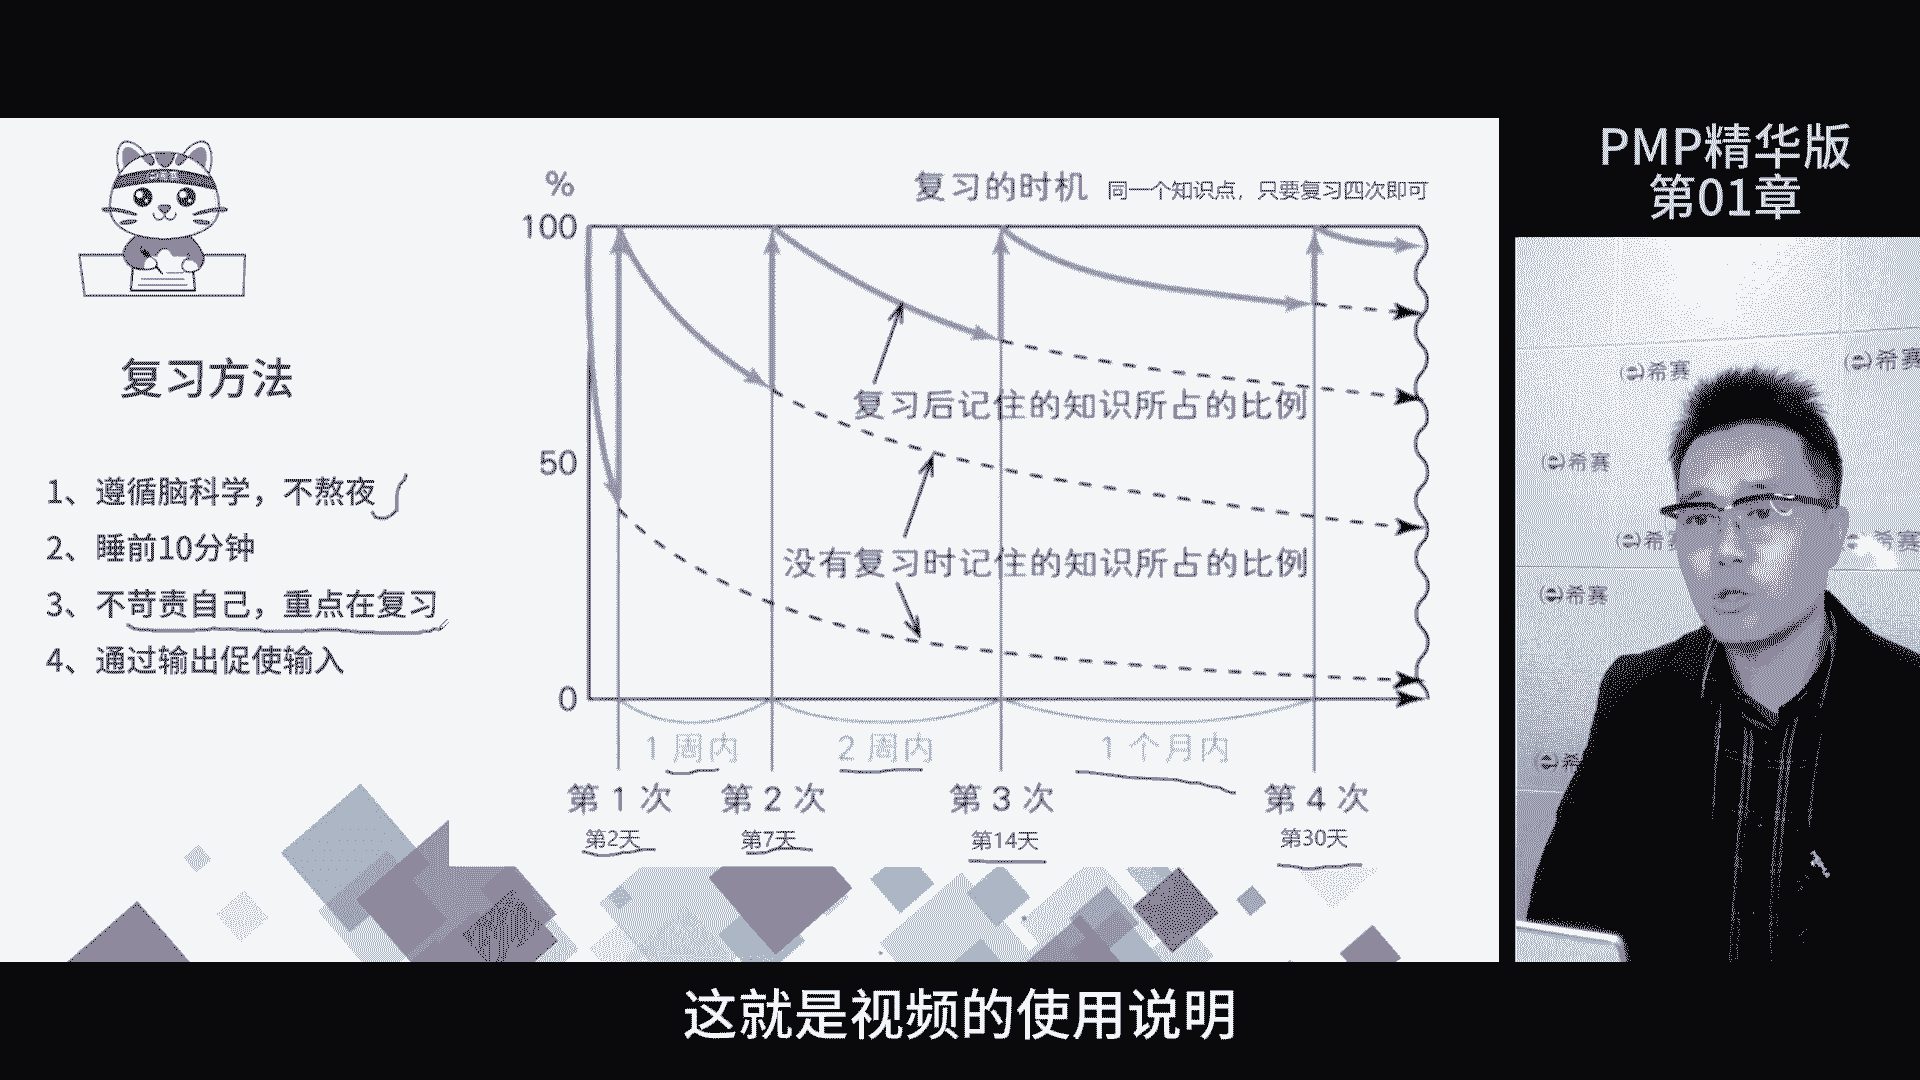 PMP精华版
第01章
复习方法
1、遵循脑科学，不熬夜
2、睡前10分钟
3、不苛责自己，重点在复习
4、通过输出促使输入
%
复习的时机 同一个知识点，只要复习四次即可
100
50
0
复习后记住的知识所占的比例
没有复习时记住的知识所占的比例
1 周内
2 周内
1 个月内
第 1 次
第 2 次
第 3 次
第 4 次
第2天
第7天
第14天
第30天
希赛
希赛
希赛
希赛
希赛
希赛
希
这就是视频的使用说明